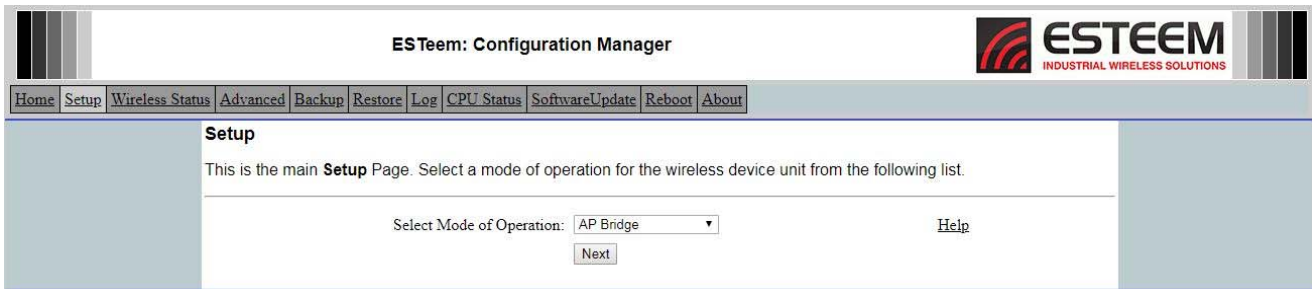 ESTeem: Configuration Manager
ESTEEM
INDUSTRIAL WIRELESS SOLUTIONS
Home Setup Wireless Status Advanced Backup Restore Log CPU Status SoftwareUpdate Reboot About
Setup
This is the main Setup Page. Select a mode of operation for the wireless device unit from the following list.
Select Mode of Operation: AP Bridge Help
Next